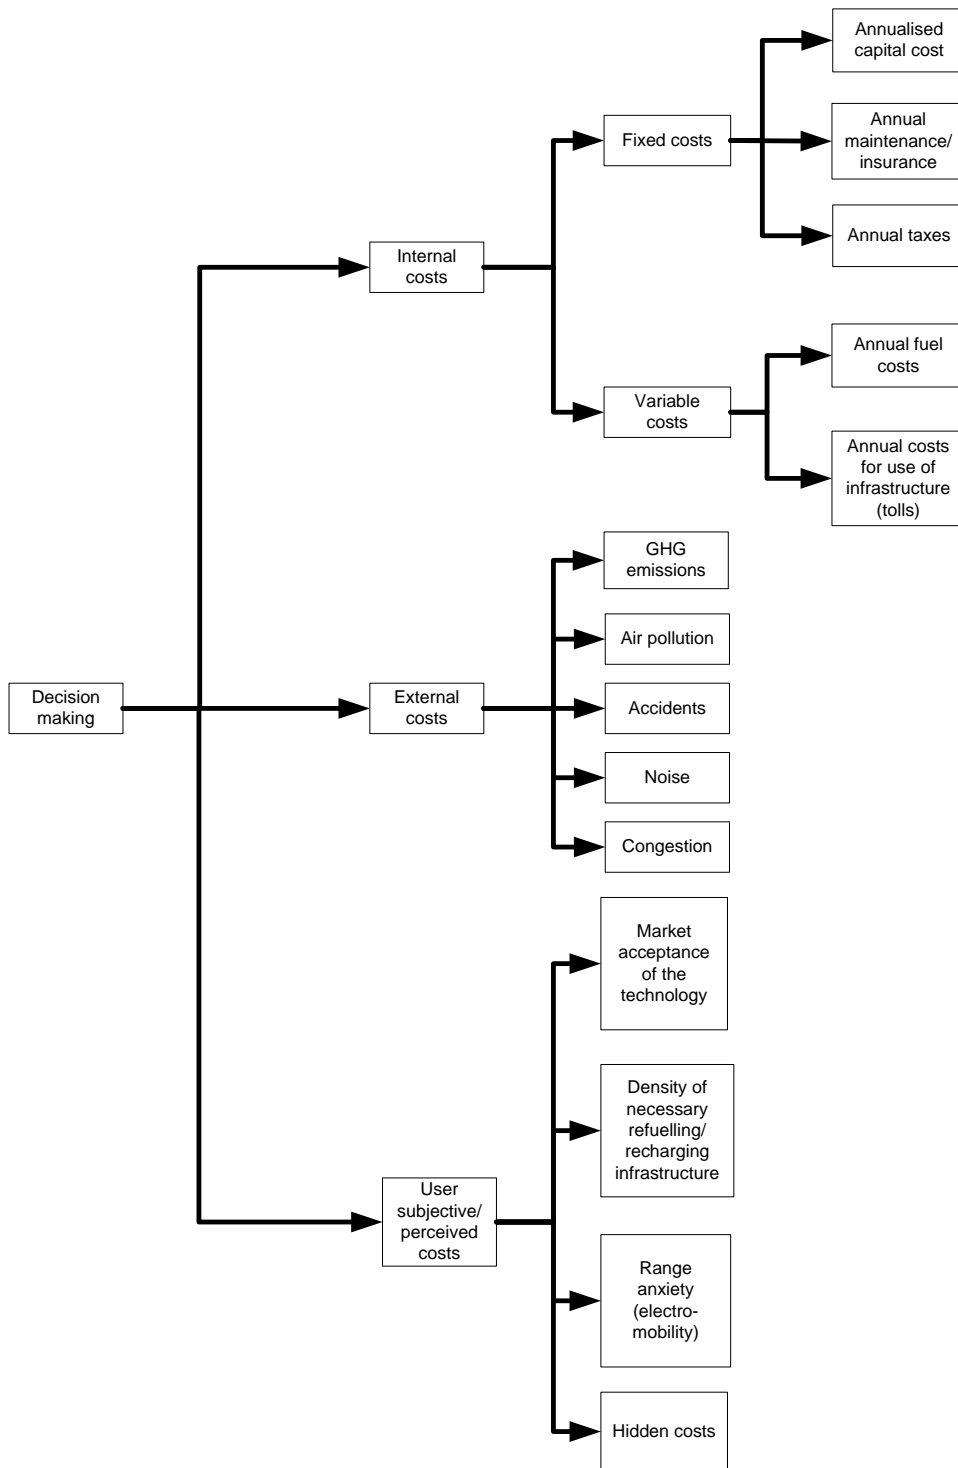 Annualised
capital cost
Annual
maintenance/
insurance
Fixed costs
Annual taxes
Internal
costs
Annual fuel
costs
Variable
costs
Annual costs
for use of
infrastructure
(tolls)
GHG
emissions
Air pollution
Decision
making
External
costs
Accidents
Noise
Congestion
Market
acceptance
of the
technology
Density of
necessary
refuelling/
recharging
infrastructure
User
subjective/
perceived
costs
Range
anxiety
(electro-
mobility)
Hidden costs